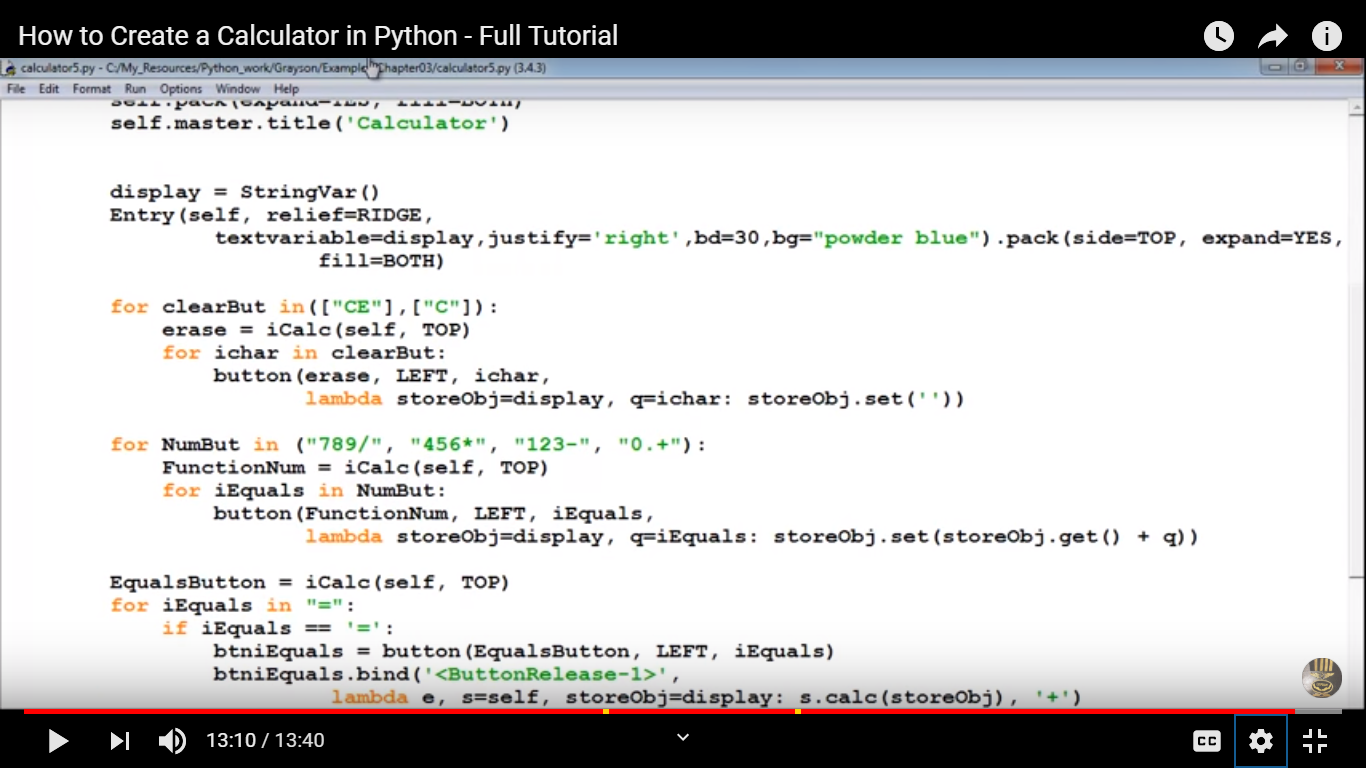 How to Create a Calculator in Python - Full Tutorial
calculator5.py - C:/My_Resources/Python_work/Grayson/Example Chapter03/calculator5.py (3.4.3)
File Edit Format Run Options Window Help
self.pack(expand=YES, fill=BOTH)
self.master.title('Calculator')
display = StringVar()
Entry(self, relief=RIDGE,
textvariable=display,justify='right',bd=30,bg="powder blue").pack(side=TOP, expand=YES,
fill=BOTH)
for clearBut in(["CE"],["C"]):
erase = iCalc(self, TOP)
for ichar in clearBut:
button(erase, LEFT, ichar,
lambda storeObj=display, q=ichar: storeObj.set(''))
for NumBut in ("789/", "456*", "123-", "0.+"):
FunctionNum = iCalc(self, TOP)
for iEquals in NumBut:
button(FunctionNum, LEFT, iEquals,
lambda storeObj=display, q=iEquals: storeObj.set(storeObj.get() + q))
EqualsButton = iCalc(self, TOP)
for iEquals in "=":
if iEquals == '=':
btniEquals = button(EqualsButton, LEFT, iEquals)
btniEquals.bind('<ButtonRelease-1>',
lambda e, s=self, storeObj=display: s.calc(storeObj), '+')
13:10 / 13:40
CC